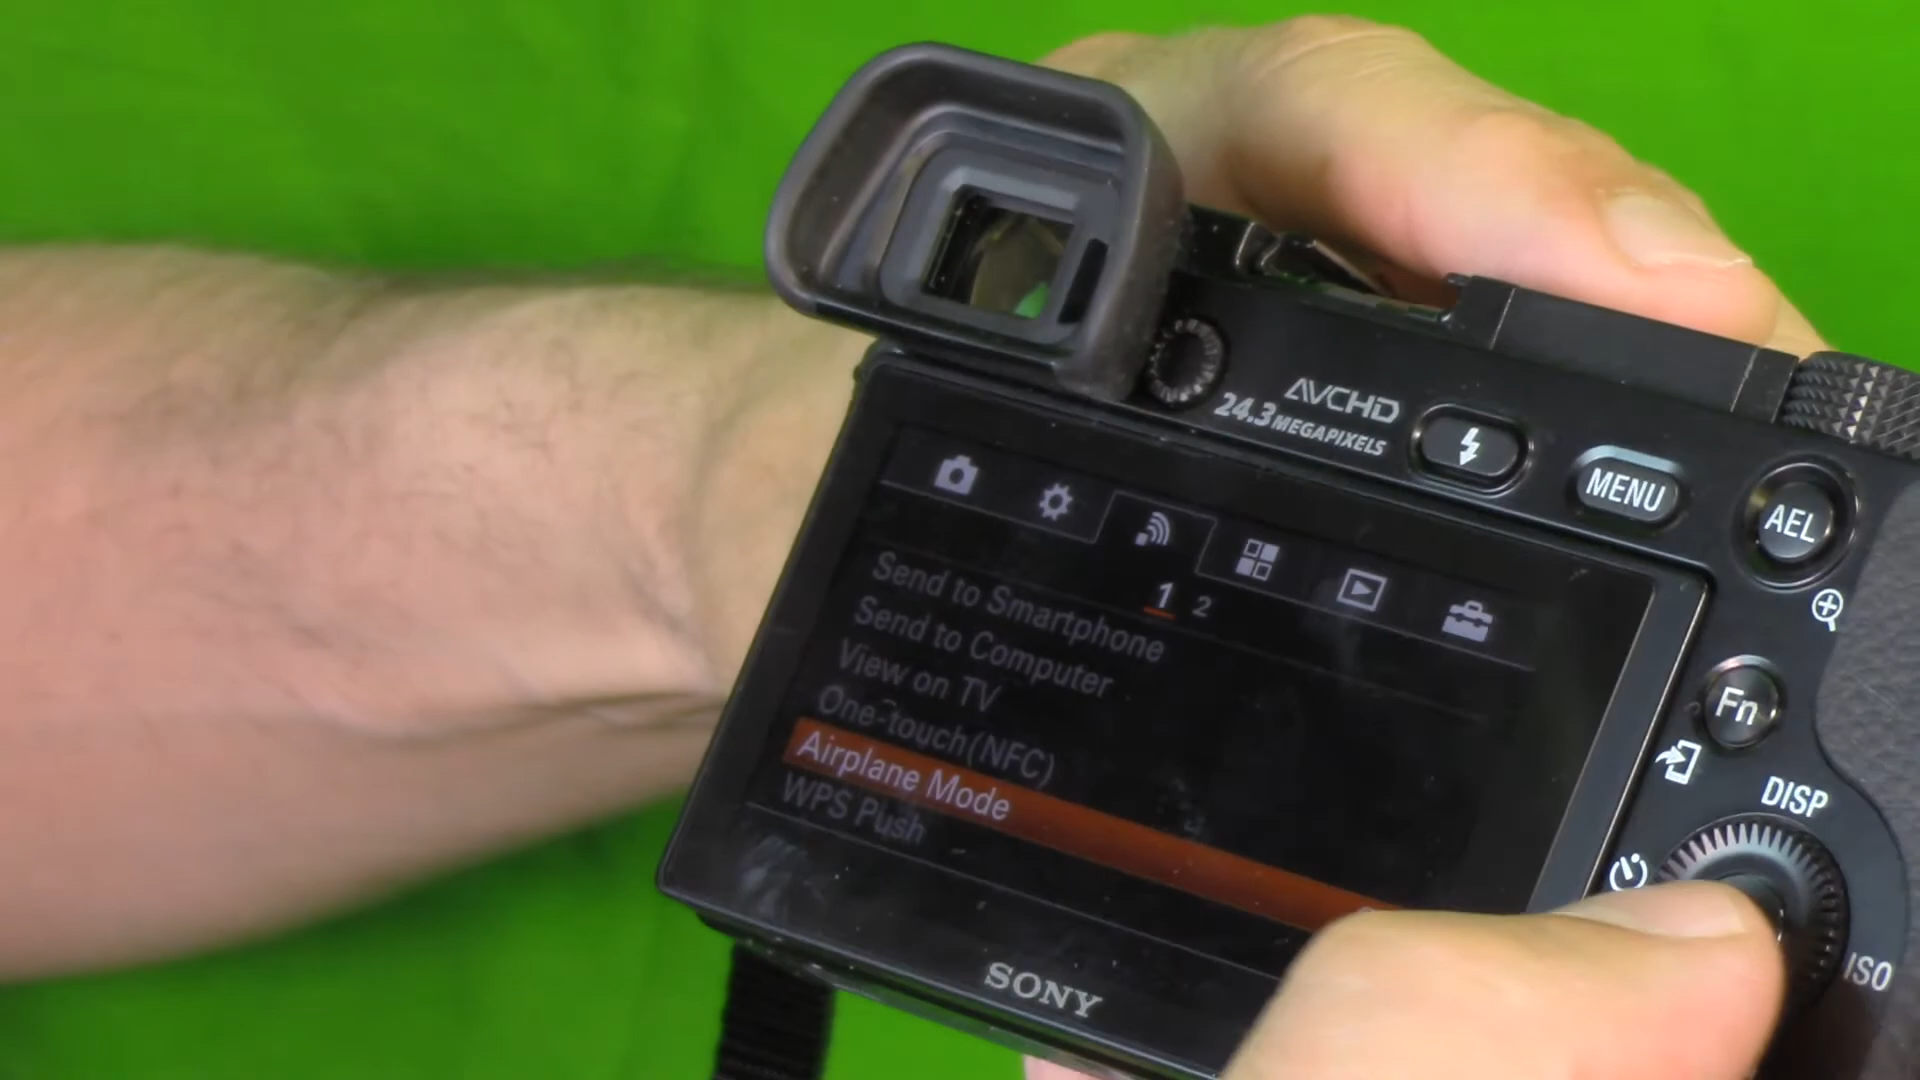 AVCHD
24.3 MEGAPIXELS
MENU
AEL
1 2
Send to Smartphone
Send to Computer
View on TV
One-touch(NFC)
Airplane Mode
WPS Push
Fn
DISP
ISO
SONY